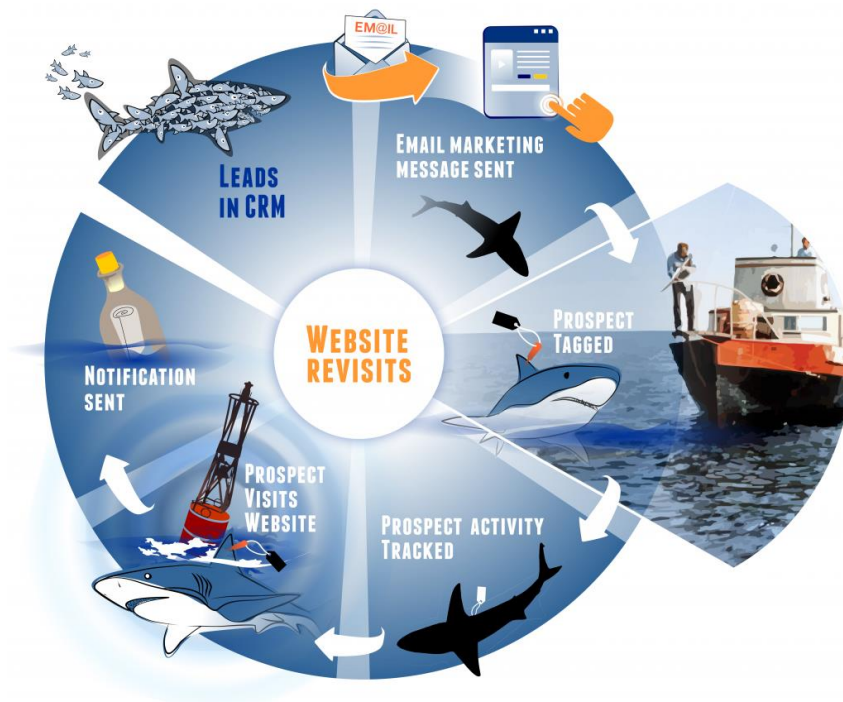 EM@IL
LEADS
IN CRM
EMAIL MARKETING
MESSAGE SENT
PROSPECT
TAGGED
PROSPECT ACTIVITY
TRACKED
PROSPECT
VISITS
WEBSITE
NOTIFICATION
SENT
WEBSITE
REVISITS